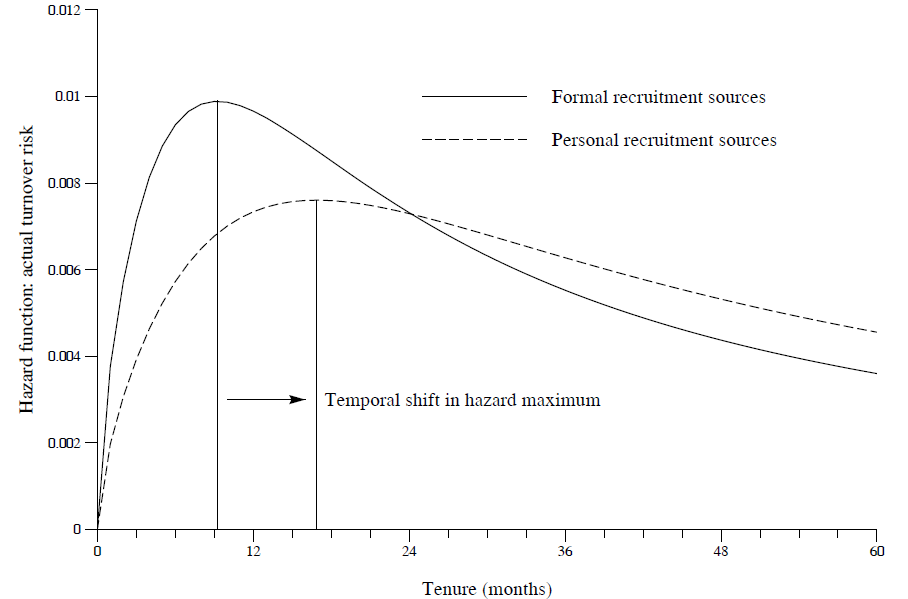 0.012
0.01
0.008
0.006
0.004
0.002
0
Hazard function: actual turnover risk
Formal recruitment sources
Personal recruitment sources
Temporal shift in hazard maximum
0 12 24 36 48 60
Tenure (months)